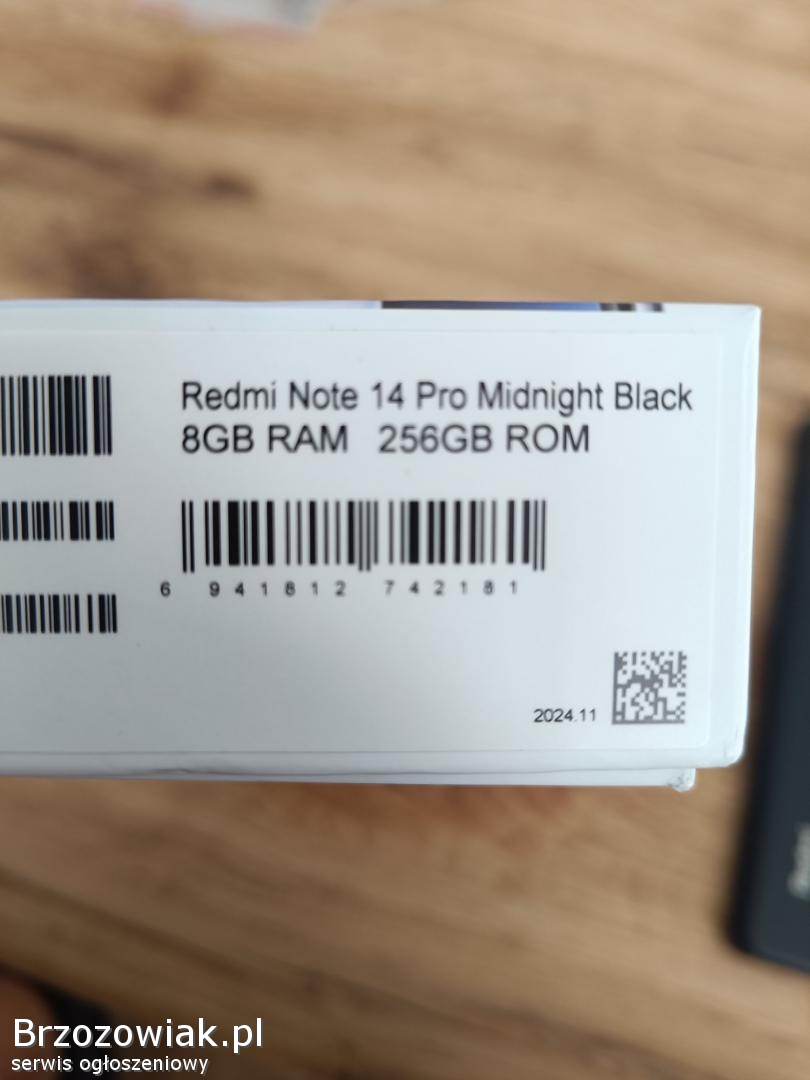 Redmi Note 14 Pro Midnight Black
8GB RAM 256GB ROM
6 941812 742181
2024.11
Brzozowiak.pl
serwis ogłoszeniowy